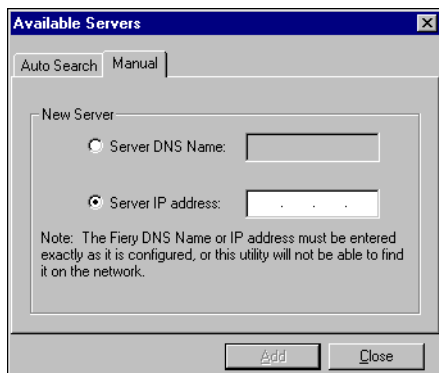 Available Servers
Auto Search
Manual
New Server
Server DNS Name:
Server IP address:
. . .
Note: The Fiery DNS Name or IP address must be entered
exactly as it is configured, or this utility will not be able to find
it on the network.
Add
Close